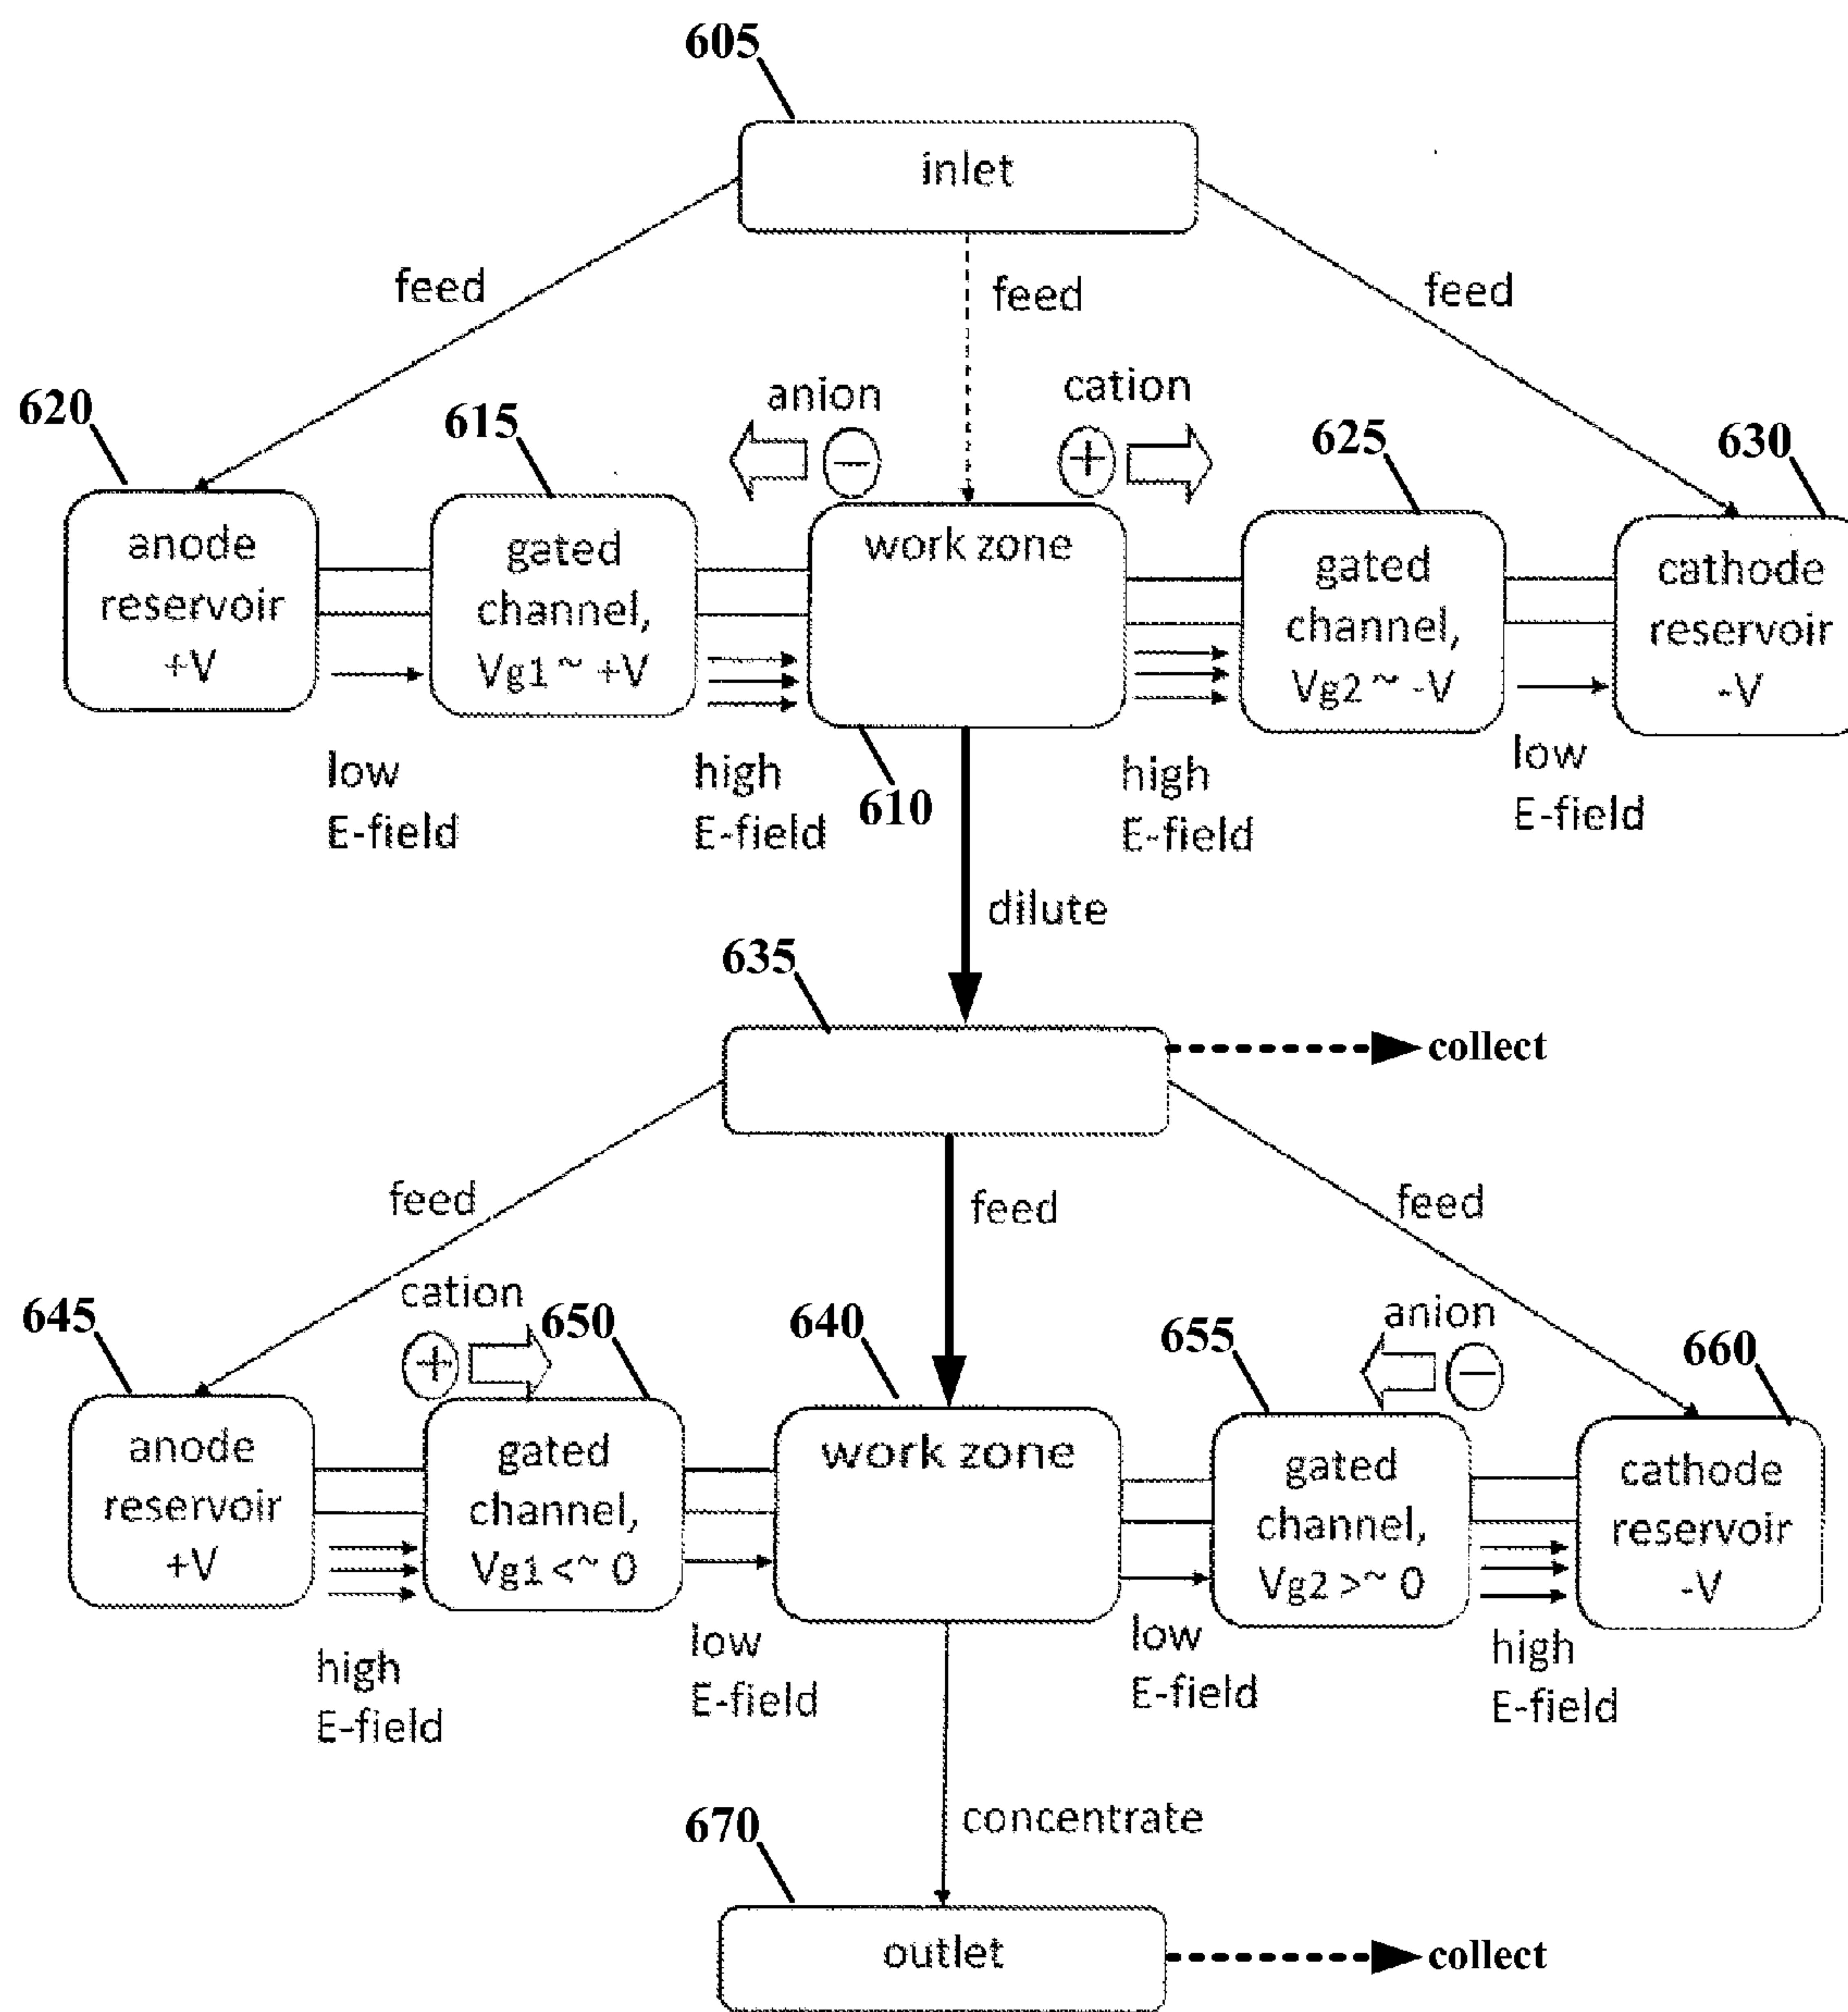 605
inlet
feed
feed
feed
620
615
anion
−
cation
+
625
630
anode
reservoir
+V
gated
channel,
Vg1 ~ +V
work zone
gated
channel,
Vg2 ~ -V
cathode
reservoir
-V
low
E-field
high
E-field
610
high
E-field
low
E-field
dilute
635
collect
feed
feed
feed
645
cation
+
650
640
655
anion
−
660
anode
reservoir
+V
gated
channel,
Vg1 <~ 0
work zone
gated
channel,
Vg2 >~ 0
cathode
reservoir
-V
high
E-field
low
E-field
low
E-field
high
E-field
concentrate
670
outlet
collect